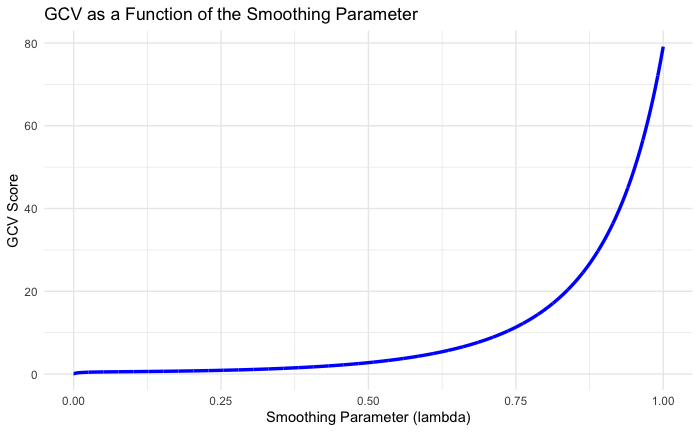 GCV as a Function of the Smoothing Parameter
80
60
40
20
0
GCV Score
0.00 0.25 0.50 0.75 1.00
Smoothing Parameter (lambda)